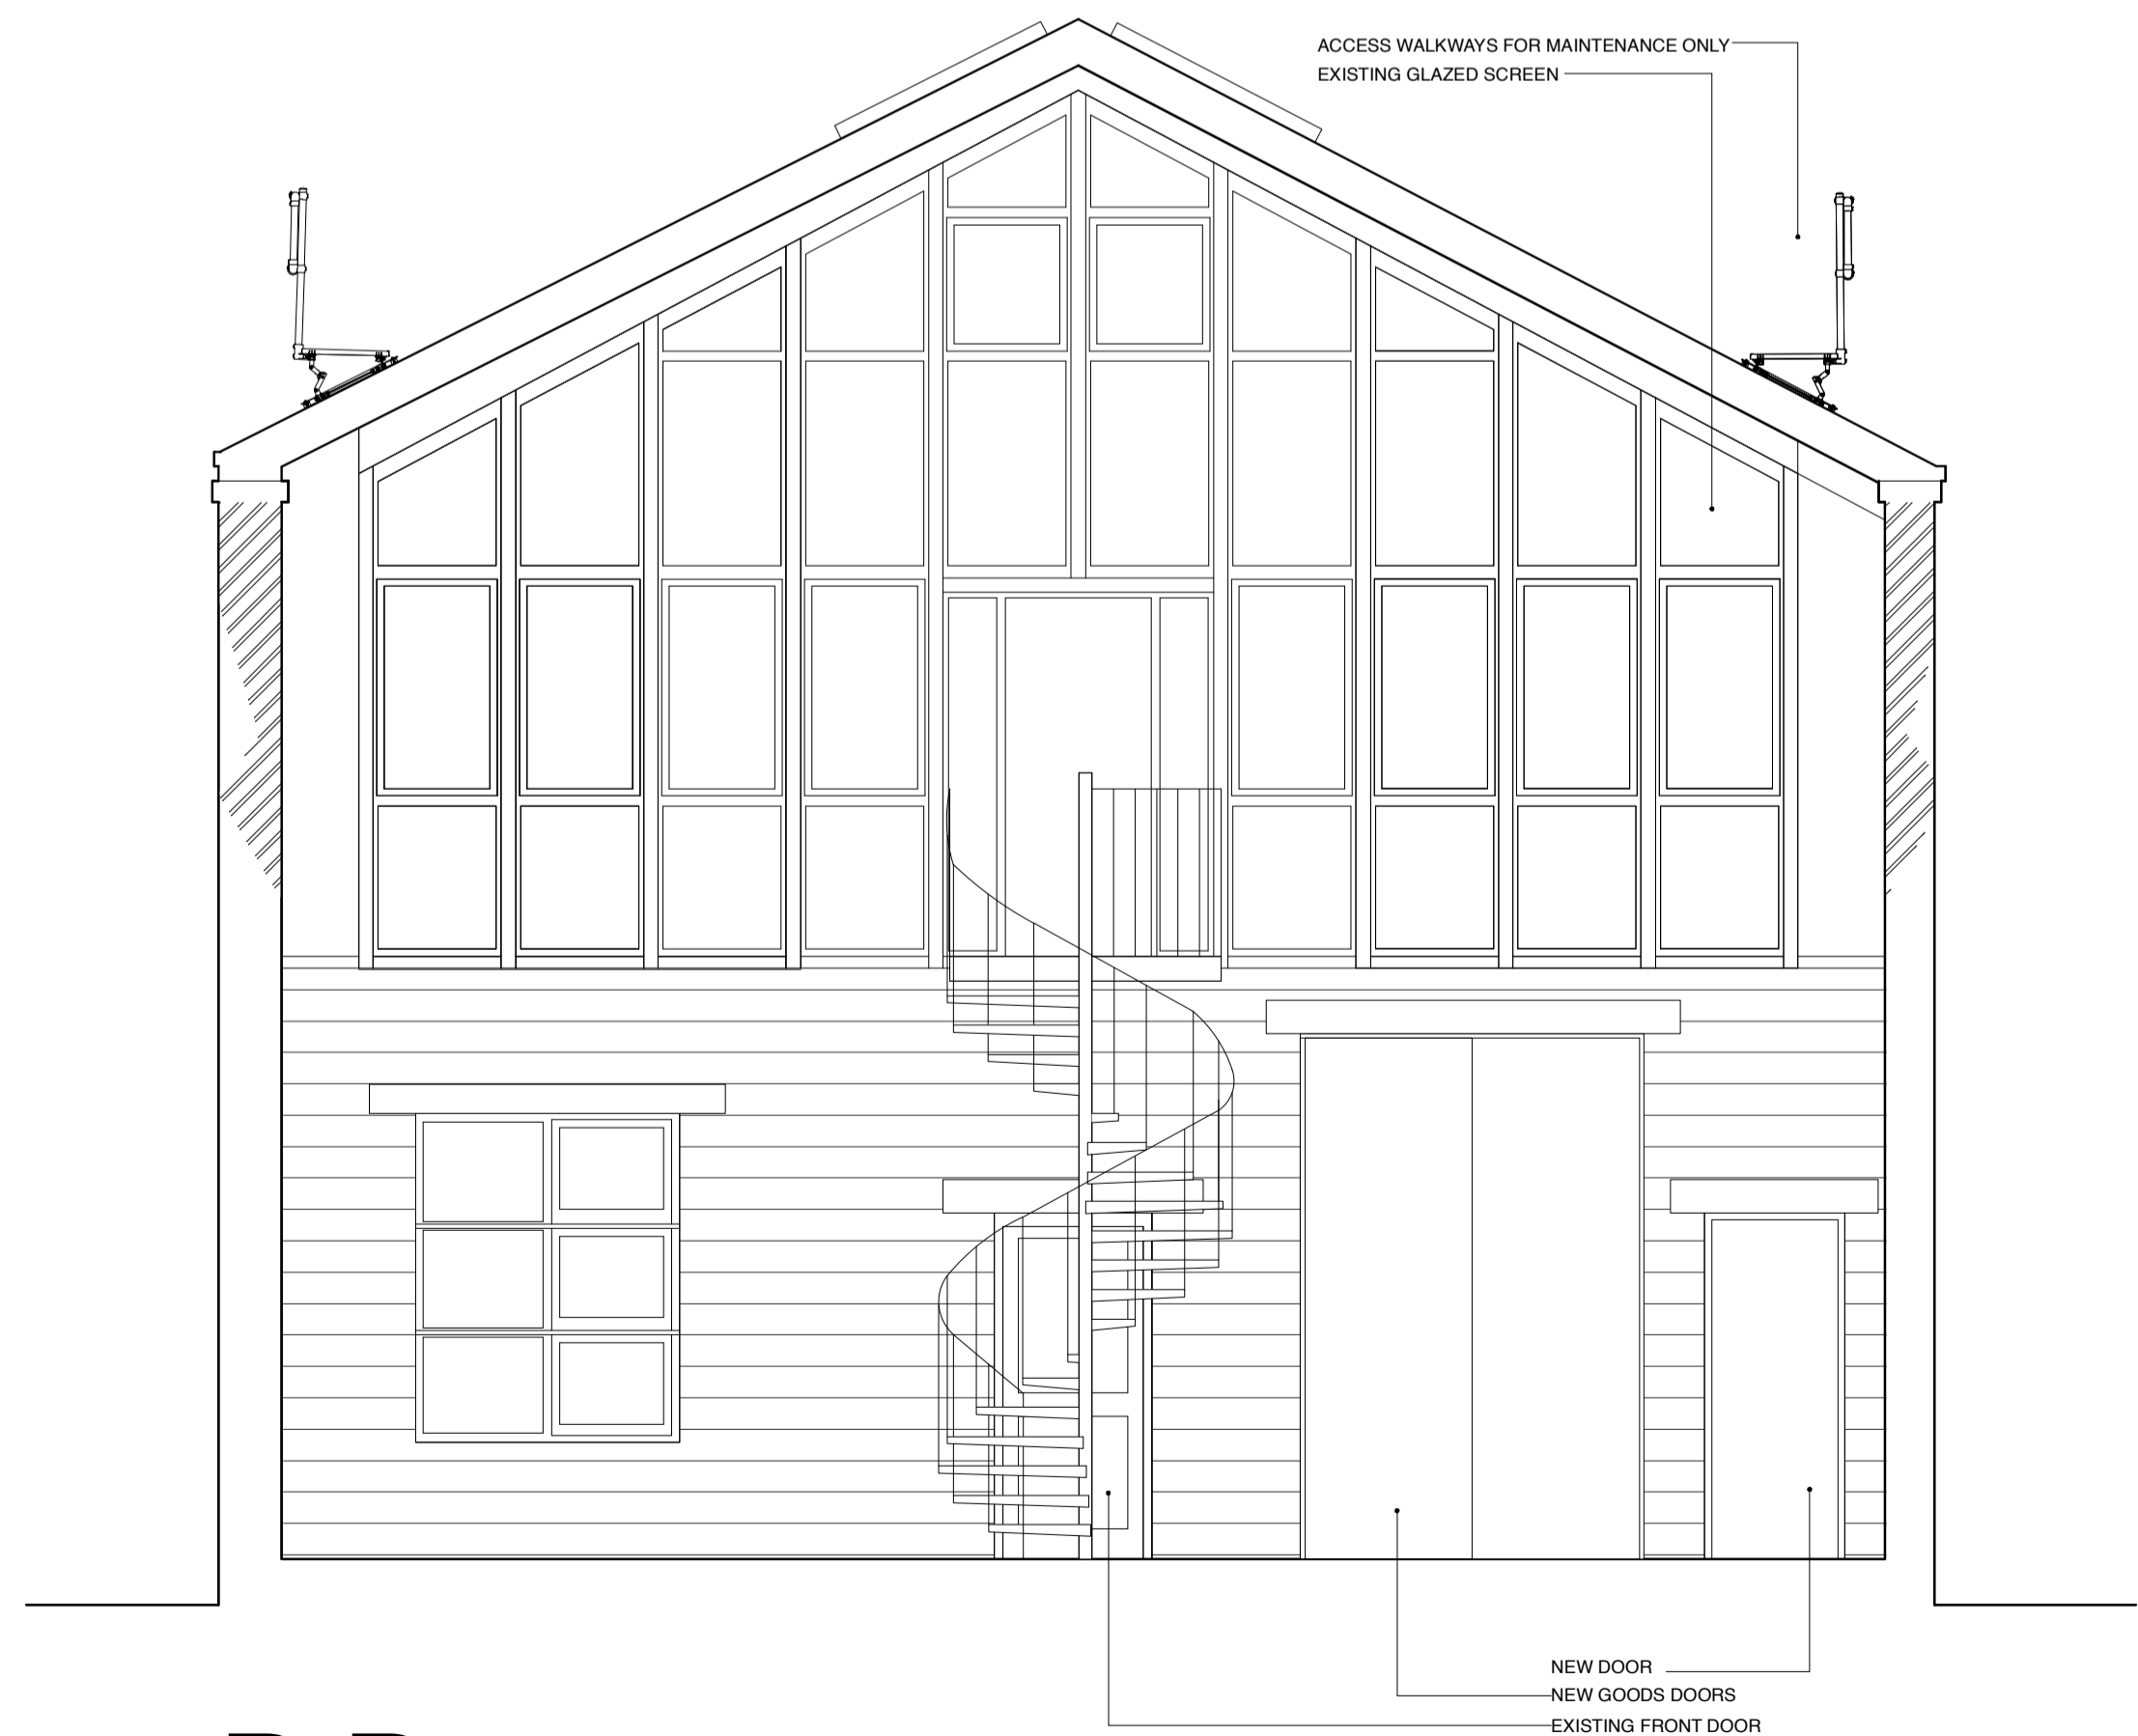 ACCESS WALKWAYS FOR MAINTENANCE ONLY
EXISTING GLAZED SCREEN
NEW DOOR
NEW GOODS DOORS
EXISTING FRONT DOOR